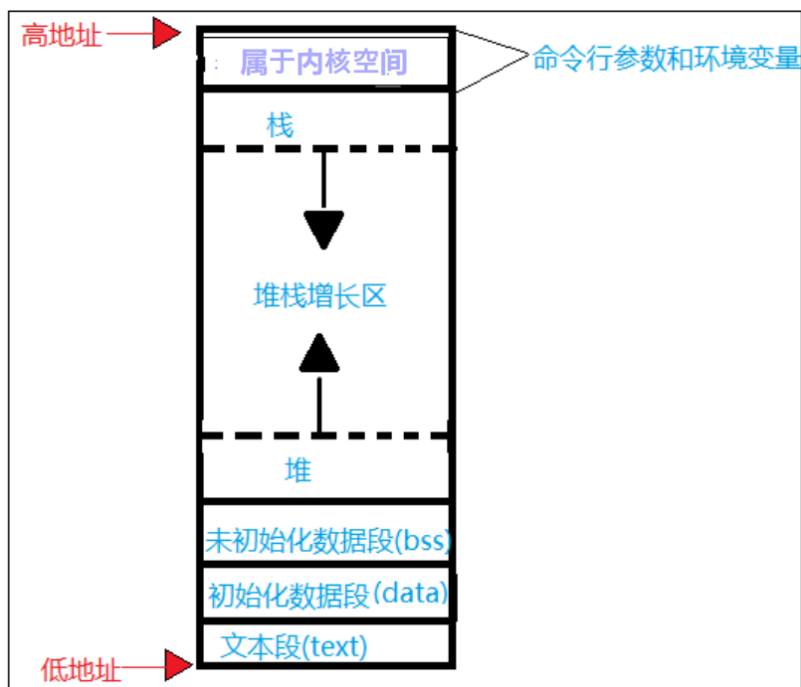 高地址
属于内核空间
命令行参数和环境变量
栈
堆栈增长区
堆
未初始化数据段(bss)
初始化数据段(data)
文本段(text)
低地址